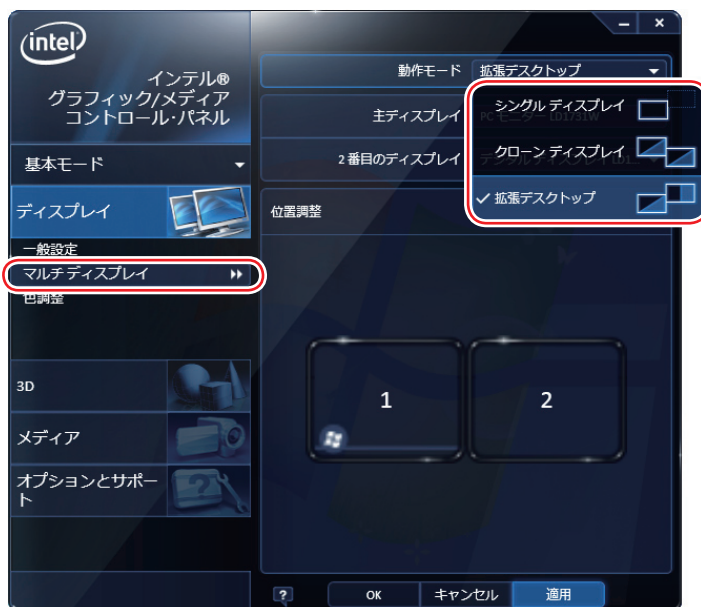 intel
インテル®
グラフィック/メディア
コントロール・パネル
基本モード
ディスプレイ
一般設定
マルチディスプレイ
色調整
3D
メディア
オプションとサポー
ト
動作モード 拡張デスクトップ
主ディスプレイ PC モニター LD1731W
2 番目のディスプレイ
シングル ディスプレイ
クローン ディスプレイ
✓ 拡張デスクトップ
位置調整
1
2
?
OK
キャンセル
適用